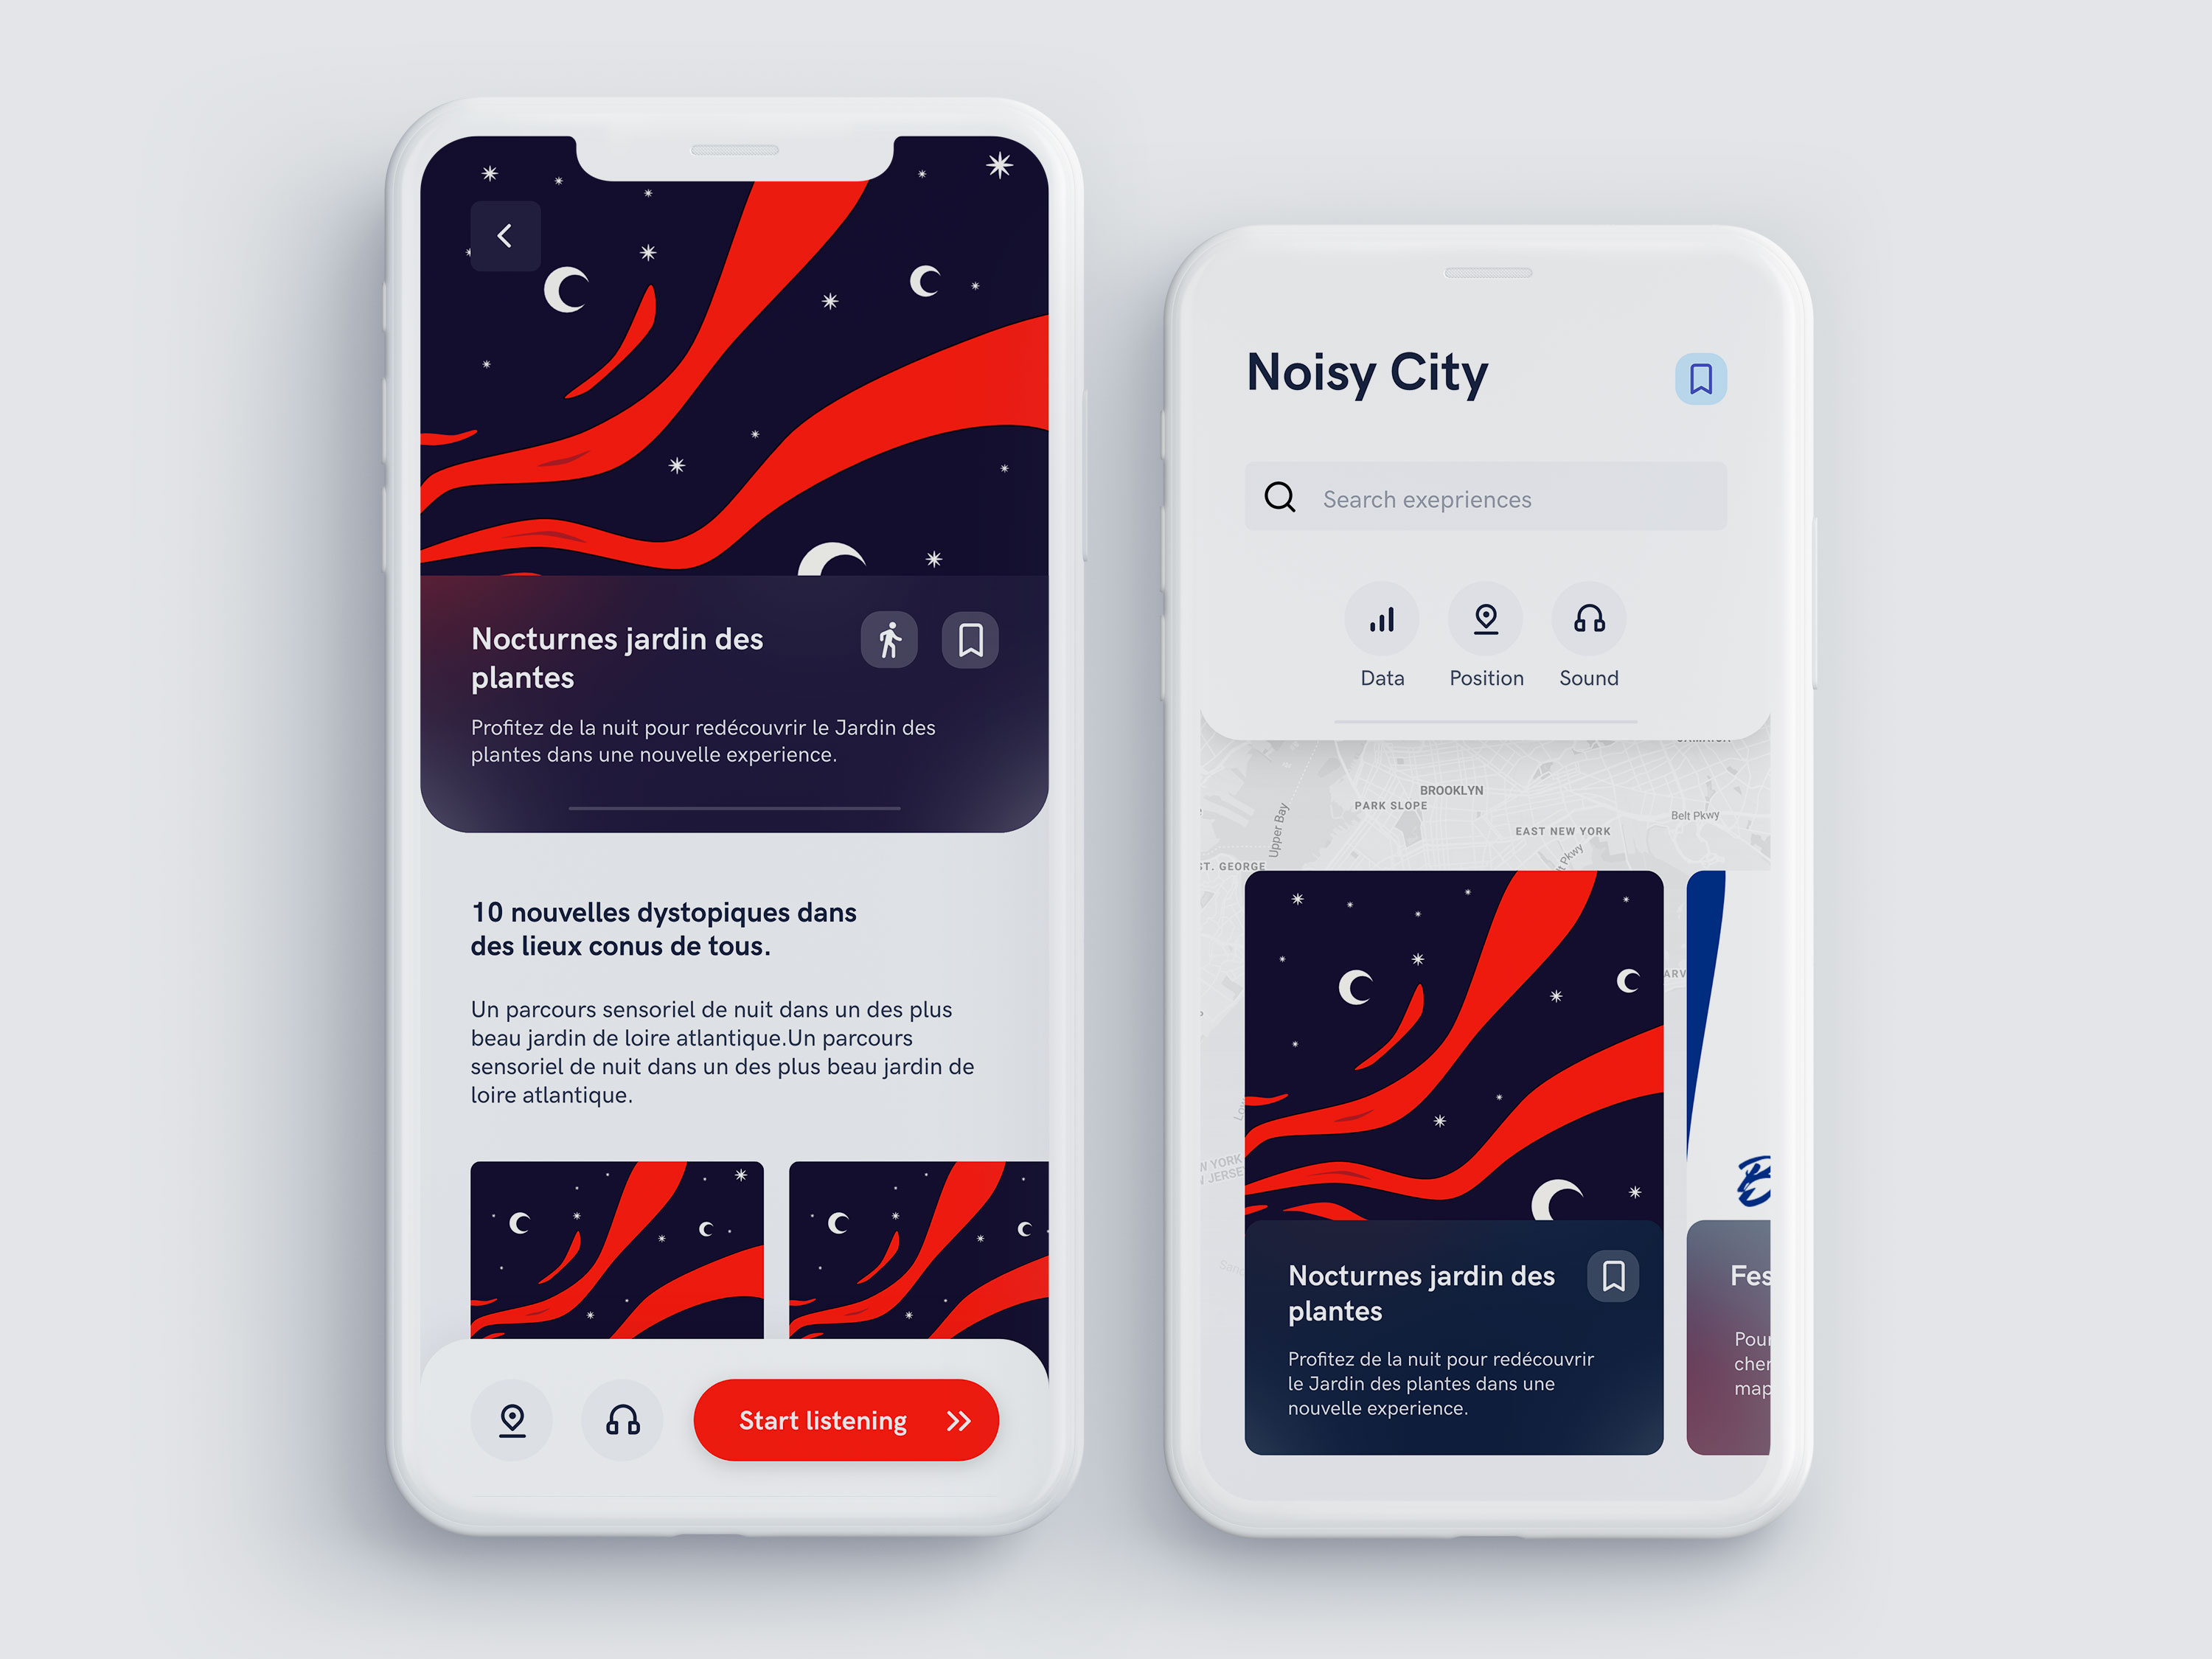 Nocturnes jardin des
plantes
Profitez de la nuit pour redécouvrir le Jardin des
plantes dans une nouvelle experience.
10 nouvelles dystopiques dans
des lieux conus de tous.
Un parcours sensoriel de nuit dans un des plus
beau jardin de loire atlantique.Un parcours
sensoriel de nuit dans un des plus beau jardin de
loire atlantique.
Start listening
Noisy City
Search exepriences
Data
Position
Sound
BROOKLYN
PARK SLOPE
Upper Bay
Belt Pkwy
EAST NEW YORK
t Pkwy
ST. GEORGE
ARV
W YORK
JERSE
Nocturnes jardin des
plantes
Profitez de la nuit pour redécouvrir
le Jardin des plantes dans une
nouvelle experience.
B
Fes
Pour
cher
map